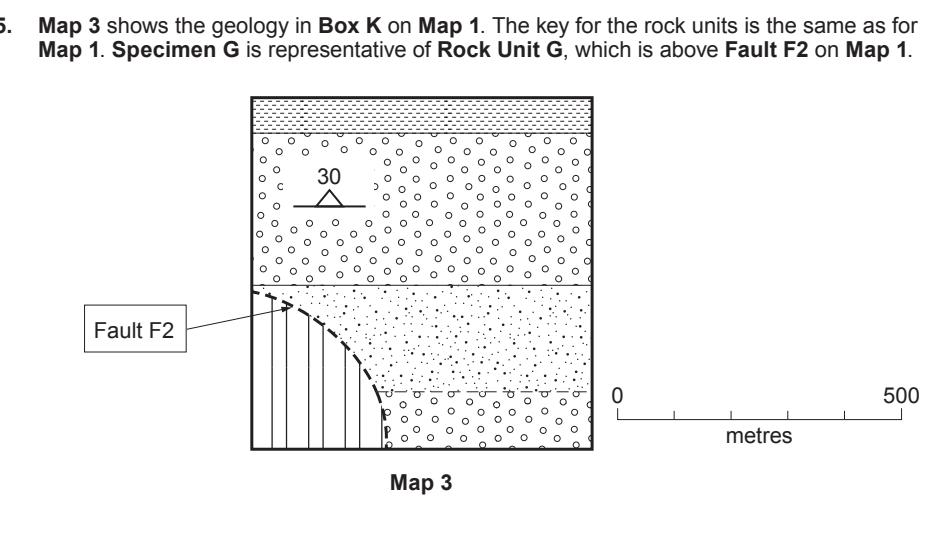 5. Map 3 shows the geology in Box K on Map 1. The key for the rock units is the same as for
Map 1. Specimen G is representative of Rock Unit G, which is above Fault F2 on Map 1.
30
Fault F2
0 500
metres
Map 3